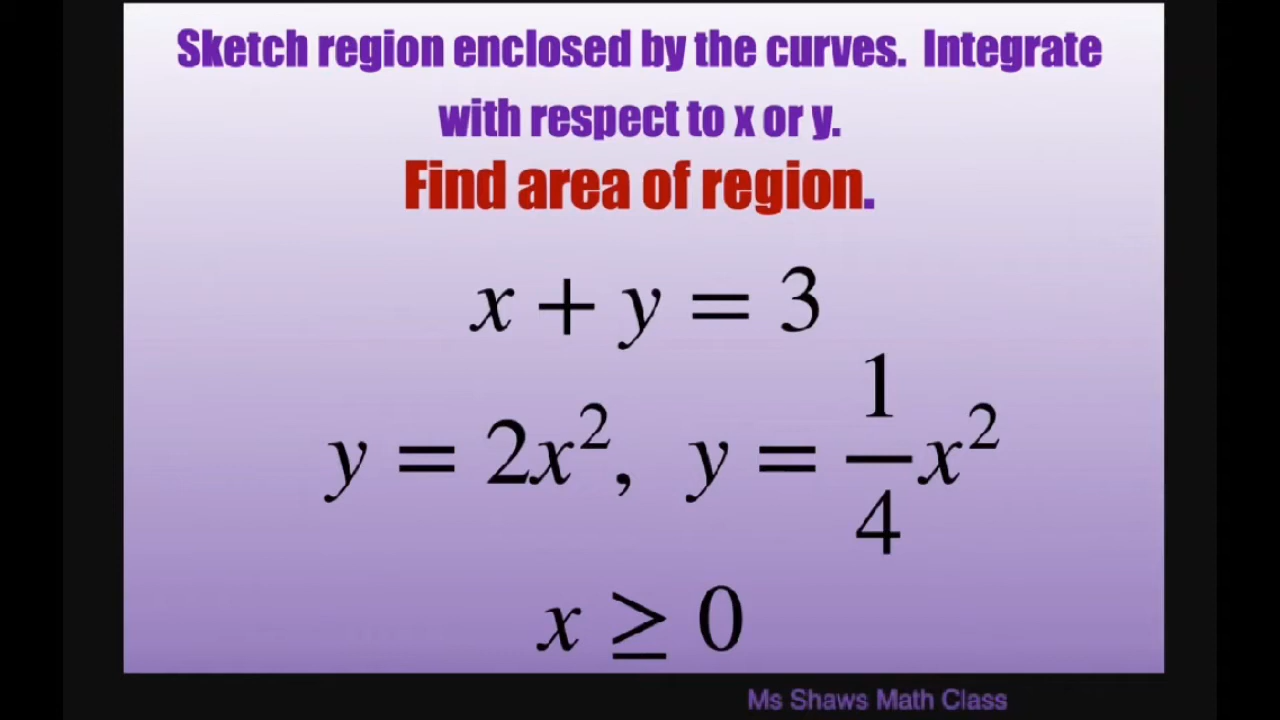 Sketch region enclosed by the curves. Integrate
with respect to x or y.
Find area of region.
x + y = 3
y = 2x², y = 1/4 x²
x ≥ 0
Ms Shaws Math Class